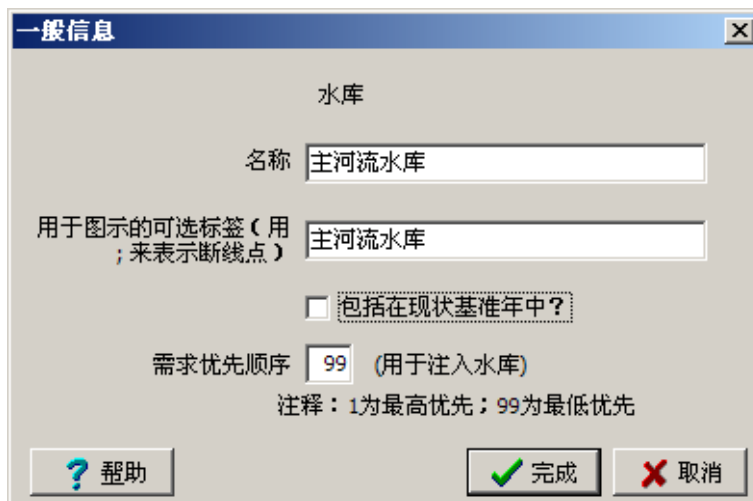 一般信息
水库
名称 主河流水库
用于图示的可选标签(用
;来表示断线点) 主河流水库
包括在现状基准年中?
需求优先顺序 99 (用于注入水库)
注释:1为最高优先;99为最低优先
? 帮助 完成 取消